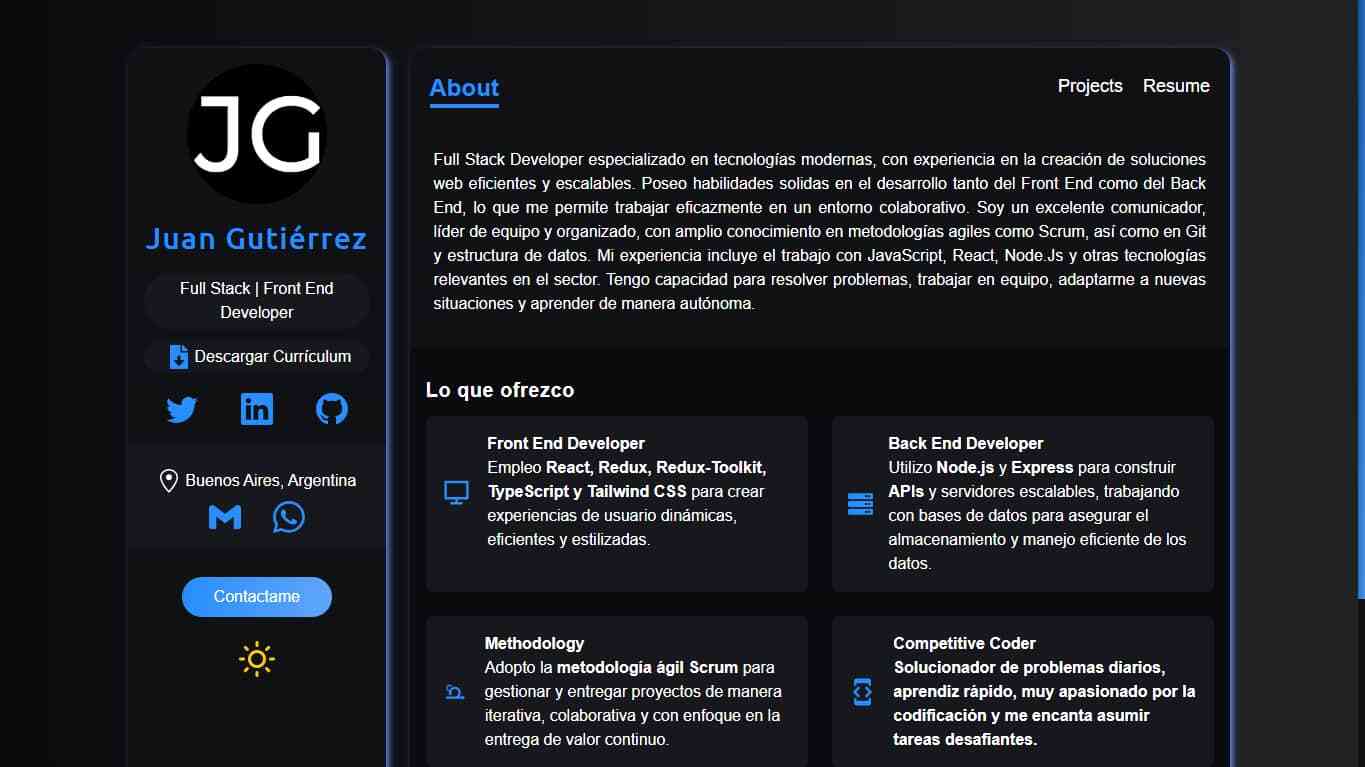 JG
Juan Gutiérrez
Full Stack | Front End
Developer
Descargar Currículum
in
Buenos Aires, Argentina
Contactame
About
Projects
Resume
Full Stack Developer especializado en tecnologías modernas, con experiencia en la creación de soluciones
web eficientes y escalables. Poseo habilidades solidas en el desarrollo tanto del Front End como del Back
End, lo que me permite trabajar eficazmente en un entorno colaborativo. Soy un excelente comunicador,
líder de equipo y organizado, con amplio conocimiento en metodologías agiles como Scrum, así como en Git
y estructura de datos. Mi experiencia incluye el trabajo con JavaScript, React, Node.Js y otras tecnologías
relevantes en el sector. Tengo capacidad para resolver problemas, trabajar en equipo, adaptarme a nuevas
situaciones y aprender de manera autónoma.
Lo que ofrezco
Front End Developer
Empleo React, Redux, Redux-Toolkit,
TypeScript y Tailwind CSS para crear
experiencias de usuario dinámicas,
eficientes y estilizadas.
Back End Developer
Utilizo Node.js y Express para construir
APIs y servidores escalables, trabajando
con bases de datos para asegurar el
almacenamiento y manejo eficiente de los
datos.
Methodology
Adopto la metodología ágil Scrum para
gestionar y entregar proyectos de manera
iterativa, colaborativa y con enfoque en la
entrega de valor continuo.
Competitive Coder
Solucionador de problemas diarios,
aprendiz rápido, muy apasionado por la
codificación y me encanta asumir
tareas desafiantes.